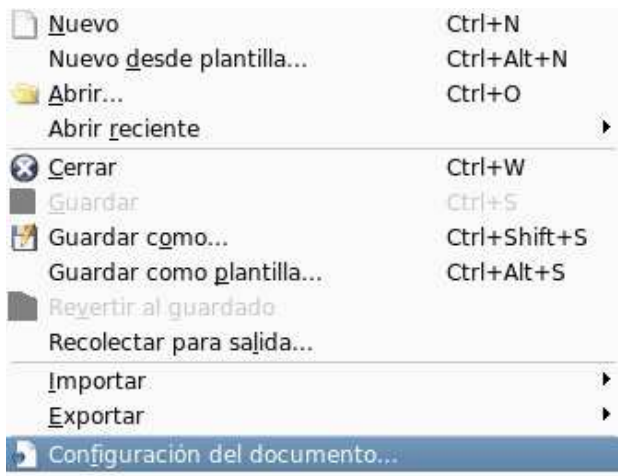 Nuevo Ctrl+N
Nuevo desde plantilla... Ctrl+Alt+N
Abrir... Ctrl+O
Abrir reciente
Cerrar Ctrl+W
Guardar Ctrl+S
Guardar como... Ctrl+Shift+S
Guardar como plantilla... Ctrl+Alt+S
Revertir al guardado
Recolectar para salida...
Importar
Exportar
Configuración del documento...